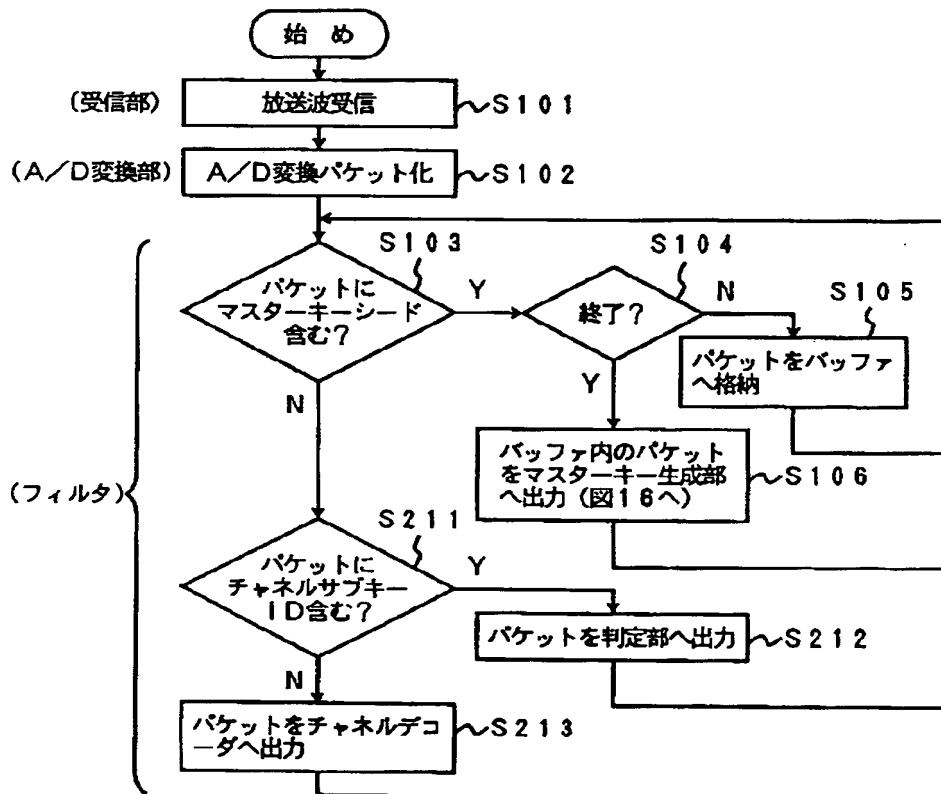 始 め
(受信部)
放送波受信
S101
(A/D変換部)
A/D変換パケット化
S102
S103
パケットに
マスターキーシード
含む?
Y
N
S104
終了?
N
Y
S105
パケットをバッファ
へ格納
バッファ内のパケット
をマスターキー生成部
へ出力(図16へ)
S106
(フィルタ)
S211
パケットに
チャネルサブキー
ID含む?
Y
N
パケットを判定部へ出力
S212
パケットをチャネルデコ
ーダへ出力
S213